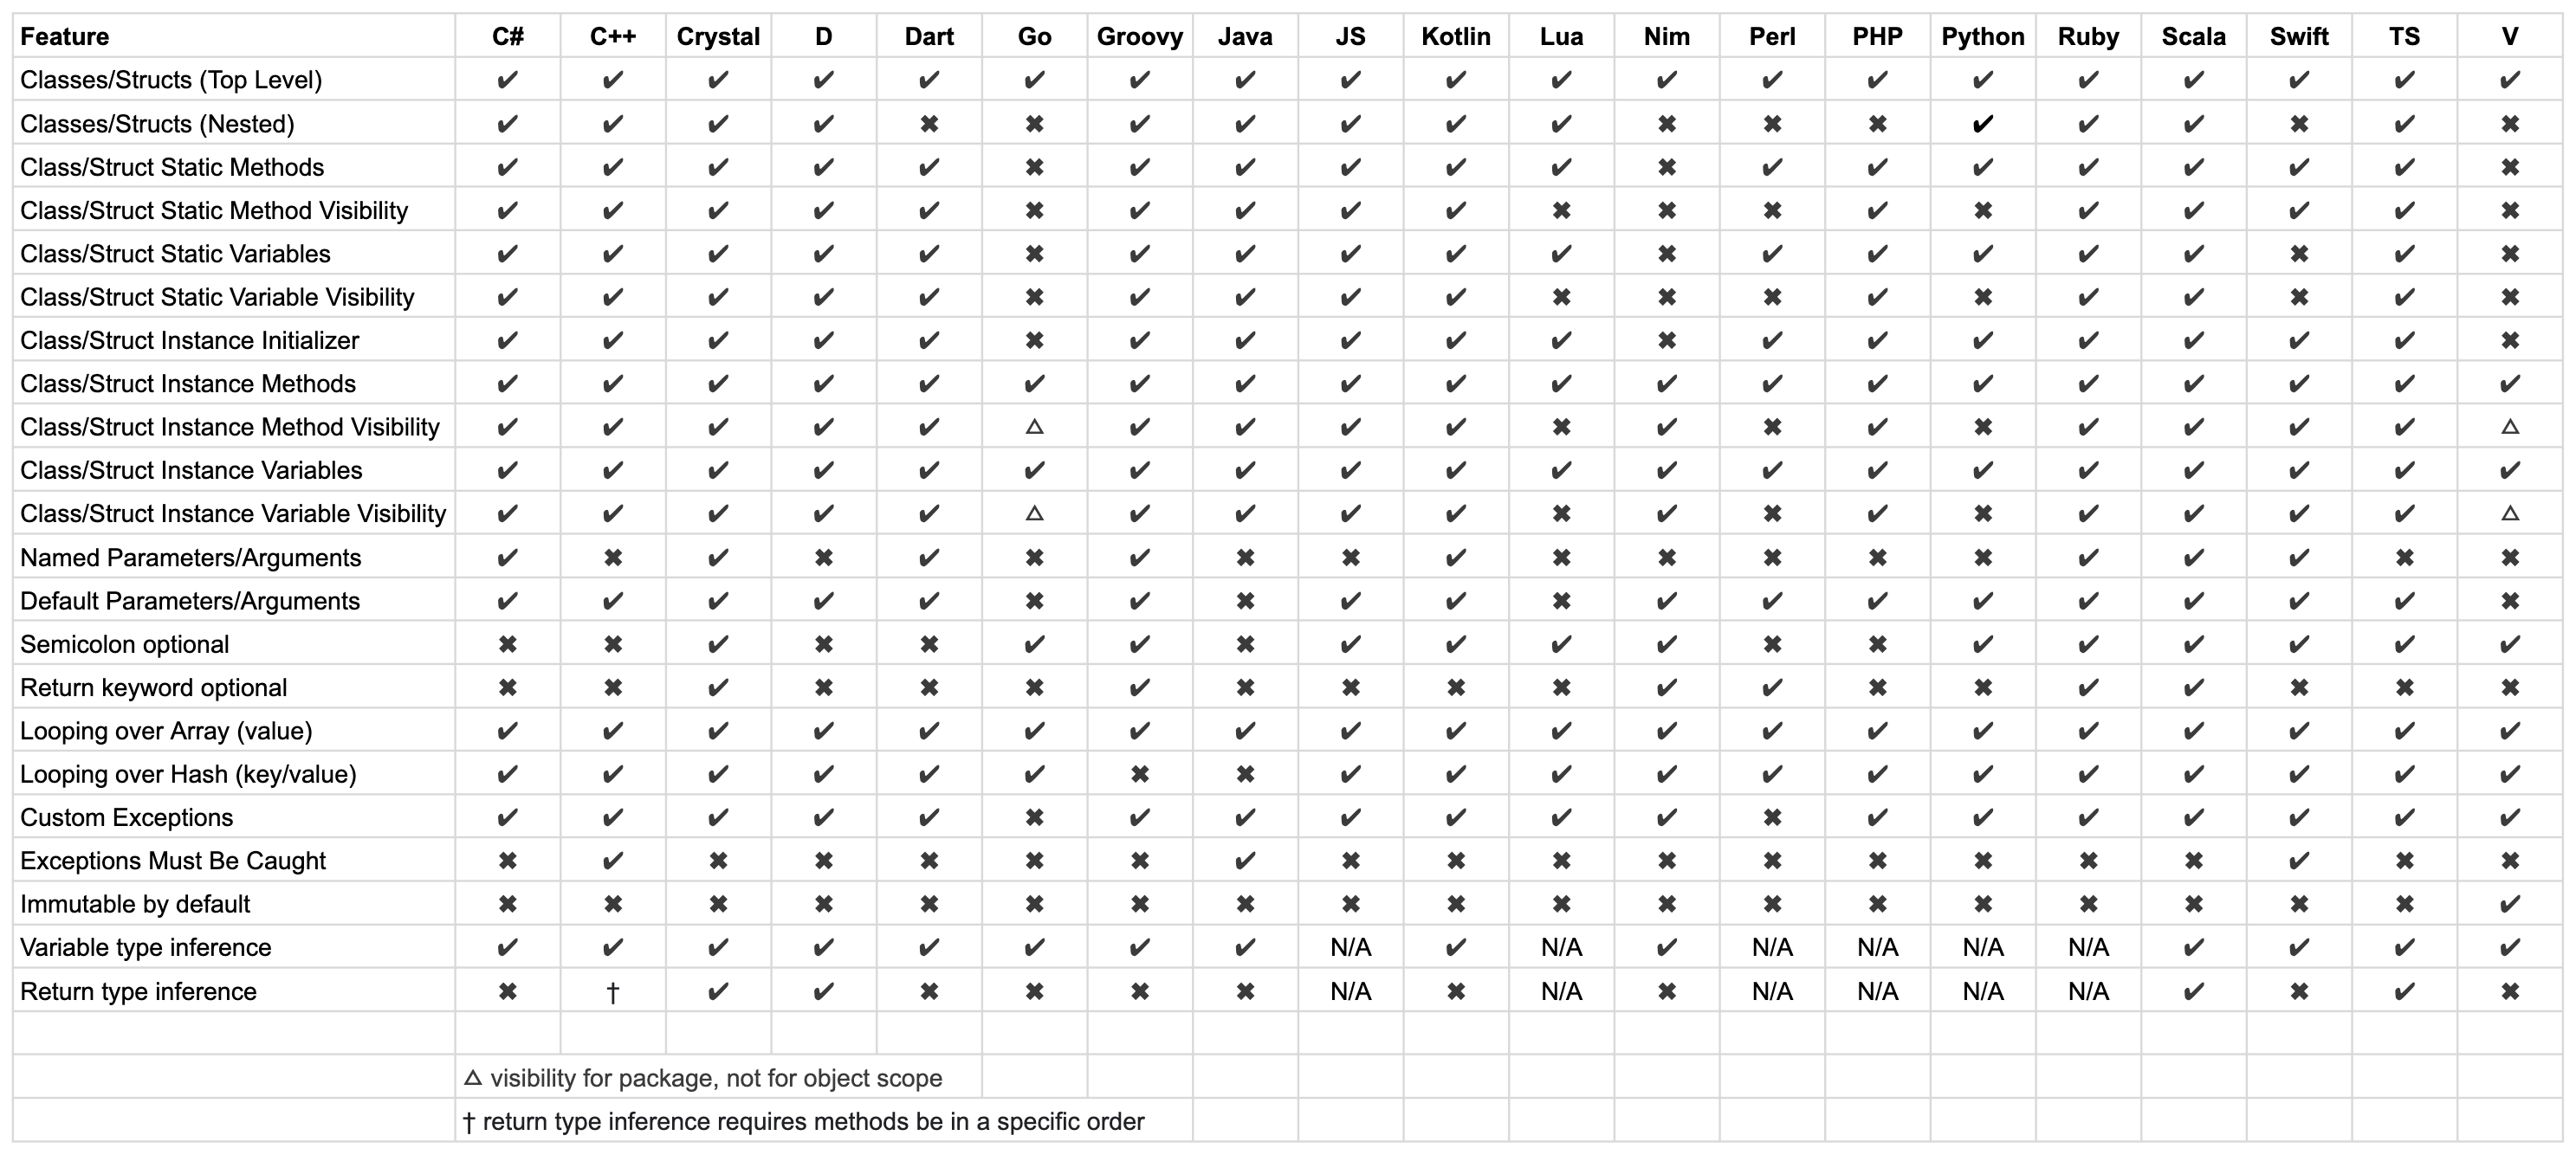 Feature C# C++ Crystal D Dart Go Groovy Java JS Kotlin Lua Nim Perl PHP Python Ruby Scala Swift TS V
Classes/Structs (Top Level) ✔ ✔ ✔ ✔ ✔ ✔ ✔ ✔ ✔ ✔ ✔ ✔ ✔ ✔ ✔ ✔ ✔ ✔ ✔ ✔
Classes/Structs (Nested) ✔ ✔ ✔ ✔ ✖ ✖ ✔ ✔ ✔ ✔ ✔ ✖ ✖ ✖ ✔ ✔ ✔ ✖ ✔ ✖
Class/Struct Static Methods ✔ ✔ ✔ ✔ ✔ ✖ ✔ ✔ ✔ ✔ ✔ ✖ ✔ ✔ ✔ ✔ ✔ ✔ ✔ ✖
Class/Struct Static Method Visibility ✔ ✔ ✔ ✔ ✔ ✖ ✔ ✔ ✔ ✔ ✖ ✖ ✖ ✔ ✖ ✔ ✔ ✔ ✔ ✖
Class/Struct Static Variables ✔ ✔ ✔ ✔ ✔ ✖ ✔ ✔ ✔ ✔ ✔ ✖ ✔ ✔ ✔ ✔ ✔ ✖ ✔ ✖
Class/Struct Static Variable Visibility ✔ ✔ ✔ ✔ ✔ ✖ ✔ ✔ ✔ ✔ ✖ ✖ ✖ ✔ ✖ ✔ ✔ ✖ ✔ ✖
Class/Struct Instance Initializer ✔ ✔ ✔ ✔ ✔ ✖ ✔ ✔ ✔ ✔ ✔ ✖ ✔ ✔ ✔ ✔ ✔ ✔ ✔ ✖
Class/Struct Instance Methods ✔ ✔ ✔ ✔ ✔ ✔ ✔ ✔ ✔ ✔ ✔ ✔ ✔ ✔ ✔ ✔ ✔ ✔ ✔ ✔
Class/Struct Instance Method Visibility ✔ ✔ ✔ ✔ ✔ △ ✔ ✔ ✔ ✔ ✖ ✔ ✖ ✔ ✖ ✔ ✔ ✔ ✔ △
Class/Struct Instance Variables ✔ ✔ ✔ ✔ ✔ ✔ ✔ ✔ ✔ ✔ ✔ ✔ ✔ ✔ ✔ ✔ ✔ ✔ ✔ ✔
Class/Struct Instance Variable Visibility ✔ ✔ ✔ ✔ ✔ △ ✔ ✔ ✔ ✔ ✖ ✔ ✖ ✔ ✖ ✔ ✔ ✔ ✔ △
Named Parameters/Arguments ✔ ✖ ✔ ✖ ✔ ✖ ✔ ✖ ✖ ✔ ✖ ✖ ✖ ✖ ✖ ✔ ✔ ✔ ✖ ✖
Default Parameters/Arguments ✔ ✔ ✔ ✔ ✔ ✖ ✔ ✖ ✔ ✔ ✖ ✔ ✔ ✔ ✔ ✔ ✔ ✔ ✔ ✖
Semicolon optional ✖ ✖ ✔ ✖ ✖ ✔ ✔ ✖ ✔ ✔ ✔ ✔ ✖ ✖ ✔ ✔ ✔ ✔ ✔ ✔
Return keyword optional ✖ ✖ ✔ ✖ ✖ ✖ ✔ ✖ ✖ ✖ ✖ ✔ ✔ ✖ ✖ ✔ ✔ ✖ ✖ ✖
Looping over Array (value) ✔ ✔ ✔ ✔ ✔ ✔ ✔ ✔ ✔ ✔ ✔ ✔ ✔ ✔ ✔ ✔ ✔ ✔ ✔ ✔
Looping over Hash (key/value) ✔ ✔ ✔ ✔ ✔ ✔ ✖ ✖ ✔ ✔ ✔ ✔ ✔ ✔ ✔ ✔ ✔ ✔ ✔ ✔
Custom Exceptions ✔ ✔ ✔ ✔ ✔ ✖ ✔ ✔ ✔ ✔ ✔ ✔ ✖ ✔ ✔ ✔ ✔ ✔ ✔ ✔
Exceptions Must Be Caught ✖ ✔ ✖ ✖ ✖ ✖ ✖ ✔ ✖ ✖ ✖ ✖ ✖ ✖ ✖ ✖ ✖ ✔ ✖ ✖
Immutable by default ✖ ✖ ✖ ✖ ✖ ✖ ✖ ✖ ✖ ✖ ✖ ✖ ✖ ✖ ✖ ✖ ✖ ✖ ✖ ✔
Variable type inference ✔ ✔ ✔ ✔ ✔ ✔ ✔ ✔ N/A ✔ N/A ✔ N/A N/A N/A N/A ✔ ✔ ✔ ✔
Return type inference ✖ † ✔ ✔ ✖ ✖ ✖ ✖ N/A ✖ N/A ✖ N/A N/A N/A N/A ✔ ✖ ✔ ✖
△ visibility for package, not for object scope
† return type inference requires methods be in a specific order